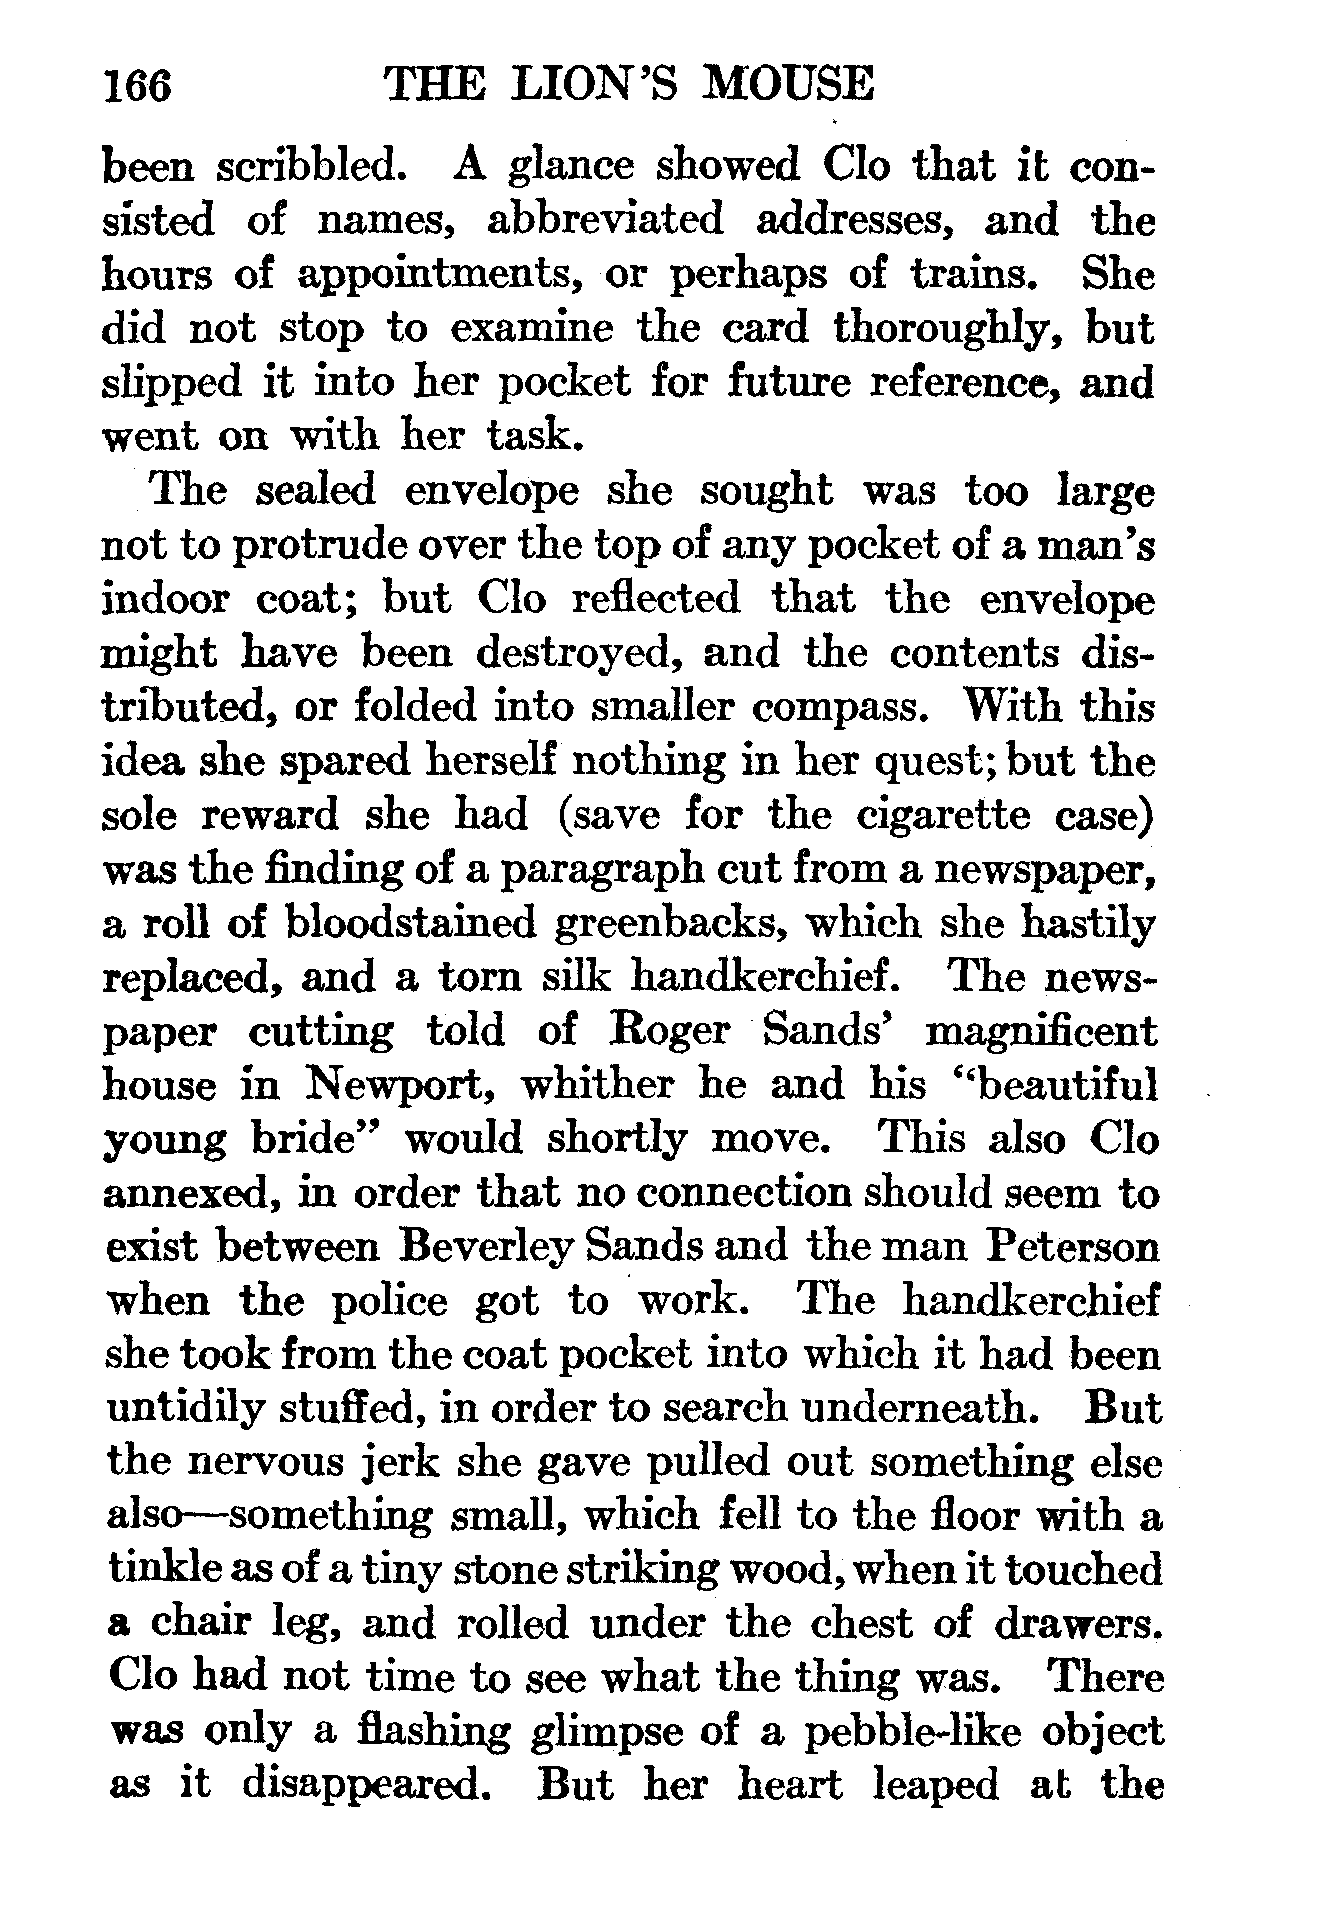 166 THE LION'S MOUSE
been scribbled. A glance showed Clo that it con-
sisted of names, abbreviated addresses, and the
hours of appointments, or perhaps of trains. She
did not stop to examine the card thoroughly, but
slipped it into her pocket for future reference, and
went on with her task.
The sealed envelope she sought was too large
not to protrude over the top of any pocket of a man's
indoor coat; but Clo reflected that the envelope
might have been destroyed, and the contents dis-
tributed, or folded into smaller compass. With this
idea she spared herself nothing in her quest; but the
sole reward she had (save for the cigarette case)
was the finding of a paragraph cut from a newspaper,
a roll of bloodstained greenbacks, which she hastily
replaced, and a torn silk handkerchief. The news-
paper cutting told of Roger Sands' magnificent
house in Newport, whither he and his "beautiful
young bride" would shortly move. This also Clo
annexed, in order that no connection should seem to
exist between Beverley Sands and the man Peterson
when the police got to work. The handkerchief
she took from the coat pocket into which it had been
untidily stuffed, in order to search underneath. But
the nervous jerk she gave pulled out something else
also—something small, which fell to the floor with a
tinkle as of a tiny stone striking wood, when it touched
a chair leg, and rolled under the chest of drawers.
Clo had not time to see what the thing was. There
was only a flashing glimpse of a pebble-like object
as it disappeared. But her heart leaped at the